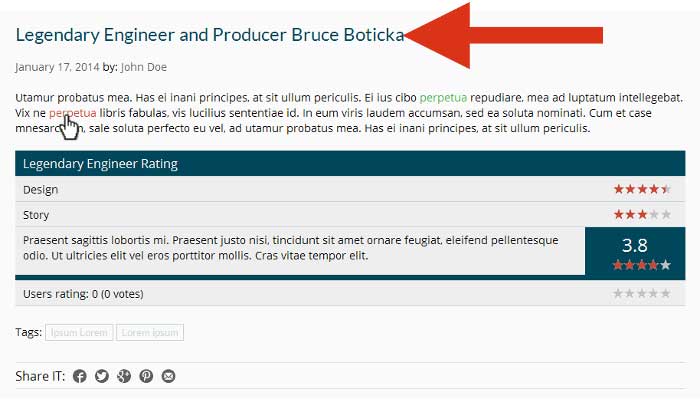 Legendary Engineer and Producer Bruce Boticka
January 17, 2014 by: John Doe
Utamur probatus mea. Has ei inani principes, at sit ullum periculis. Ei ius cibo perpetua repudiare, mea ad luptatum intellegebat.
Vix ne perpetua libris fabulas, vis lucilius sententiae id. In eum viris laudem accumsan, sed ea soluta nominati. Cum et case
sale soluta perfecto eu vel, ad utamur probatus mea. Has ei inani principes, at sit ullum periculis.
Legendary Engineer Rating
Design
Story
Praesent sagittis lobortis mi. Praesent justo nisi, tincidunt sit amet ornare feugiat, eleifend pellentesque
odio. Ut ultricies elit vel eros porttitor mollis. Cras vitae tempor elit.
3.8
Users rating: 0 (0 votes)
Tags: Ipsum Lorem Lorem ipsum
Share IT: